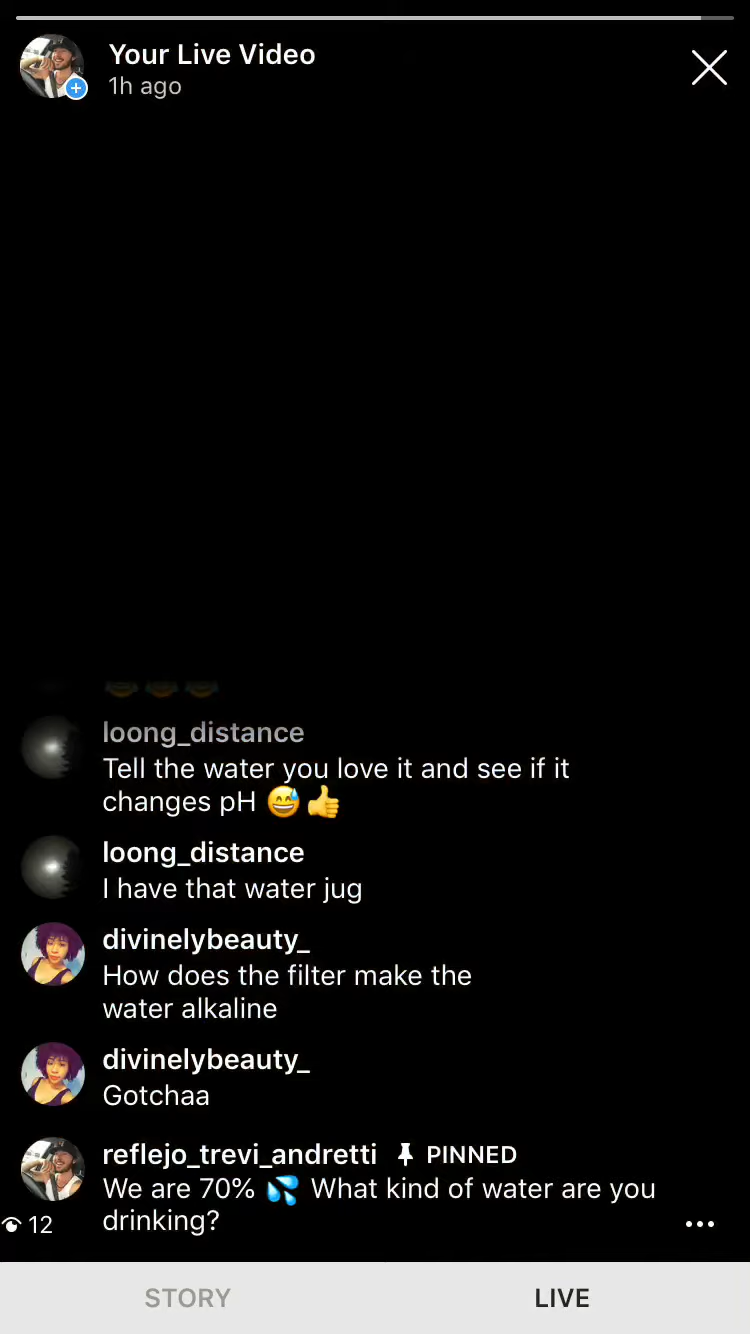 Your Live Video
1h ago
loong_distance
Tell the water you love it and see if it
changes pH 😅👍
loong_distance
I have that water jug
divinelybeauty_
How does the filter make the
water alkaline
divinelybeauty_
Gotchaa
reflejo_trevi_andretti PINNED
We are 70% 💦 What kind of water are you
drinking?
12
STORY LIVE